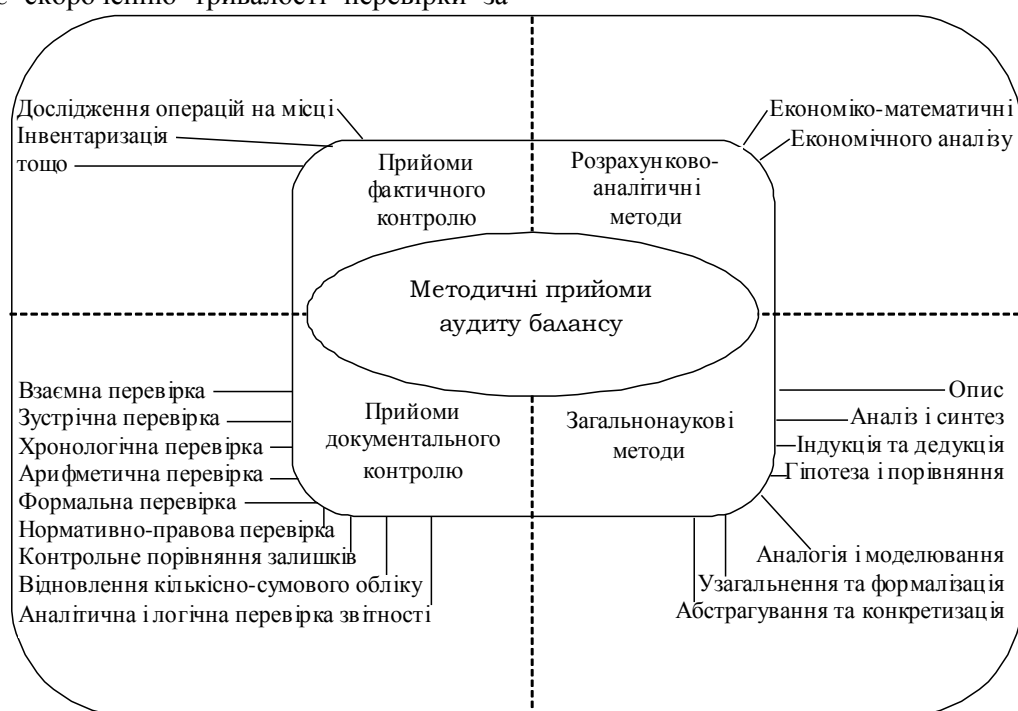 скороченню тривалості перевірки за
Дослідження операцій на місці
Інвентаризація
тощо
Прийоми
фактичного
контролю
Розрахунково-
аналітичні
методи
Економіко-математичні
Економічного аналізу
Методичні прийоми
аудиту балансу
Взаємна перевірка
Зустрічна перевірка
Хронологічна перевірка
Арифметична перевірка
Формальна перевірка
Нормативно-правова перевірка
Контрольне порівняння залишків
Відновлення кількісно-сумового обліку
Аналітична і логічна перевірка звітності
Прийоми
документального
контролю
Загальнонаукові
методи
Опис
Аналіз і синтез
Індукція та дедукція
Гіпотеза і порівняння
Аналогія і моделювання
Узагальнення та формалізація
Абстрагування та конкретизація